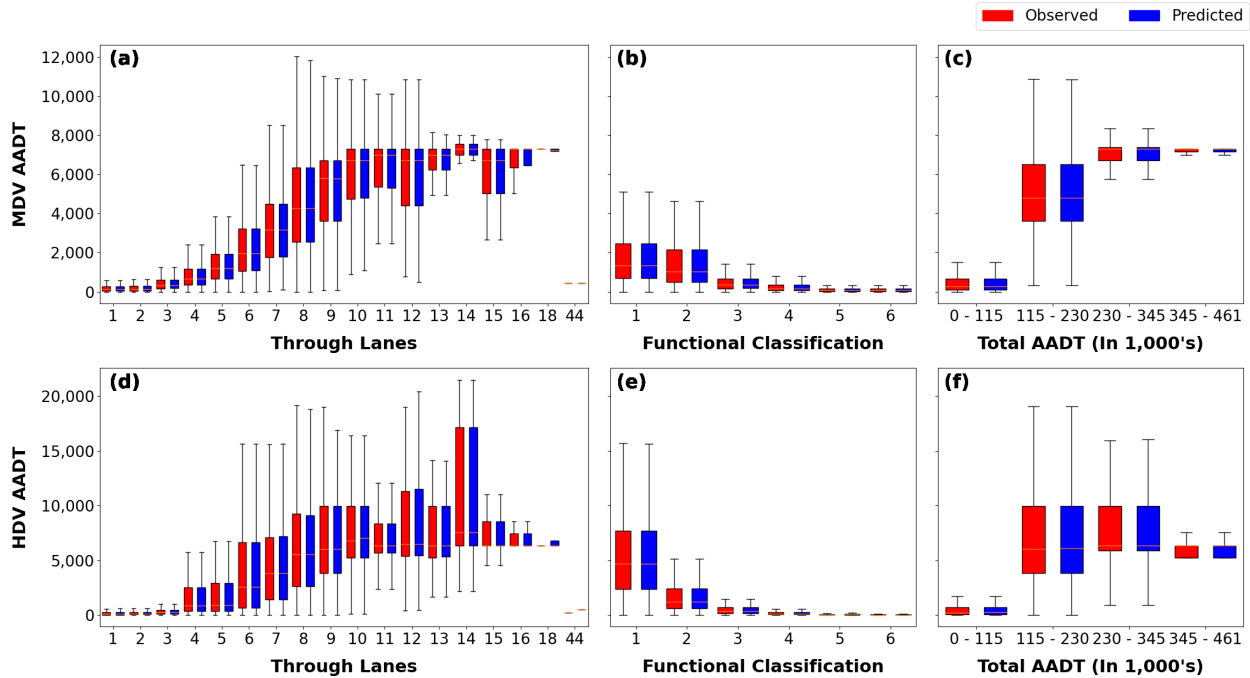 Observed Predicted
(a) (b) (c)
MDV AADT
12,000
10,000
8,000
6,000
4,000
2,000
0
1 2 3 4 5 6 7 8 9 10 11 12 13 14 15 16 18 44
Through Lanes
1 2 3 4 5 6
Functional Classification
0 - 115 115 - 230 230 - 345 345 - 461
Total AADT (In 1,000's)
(d) (e) (f)
HDV AADT
20,000
15,000
10,000
5,000
0
1 2 3 4 5 6 7 8 9 10 11 12 13 14 15 16 18 44
Through Lanes
1 2 3 4 5 6
Functional Classification
0 - 115 115 - 230 230 - 345 345 - 461
Total AADT (In 1,000's)